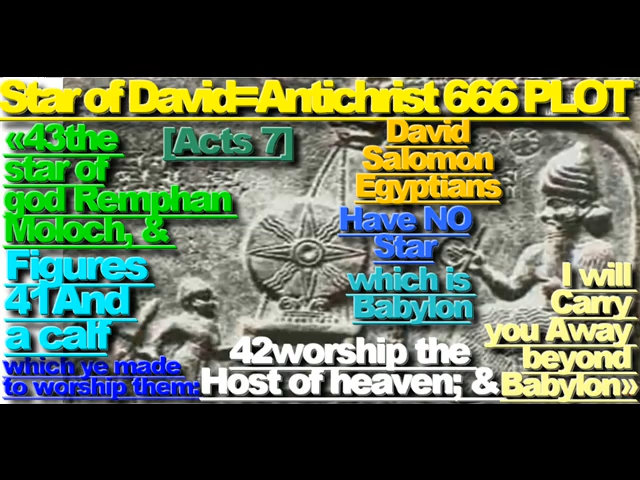 Star of David=Antichrist 666 PLOT
«43the
star of
god Remphan
Moloch, &
Figures
41And
a calf
which ye made
to worship them:
[Acts 7]
David
Salomon
Egyptians
Have NO
Star
which is
Babylon
42worship the
Host of heaven; &
I will
Carry
you Away
beyond
Babylon»